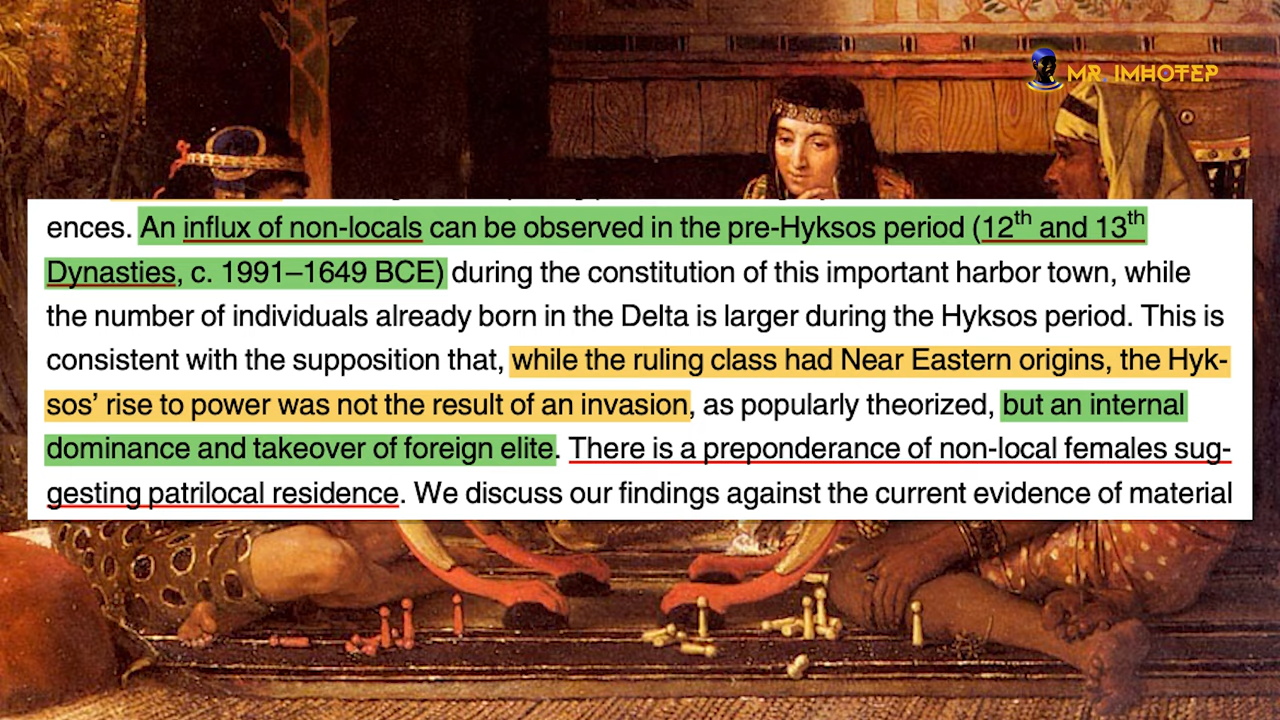 MR. IMHOTEP
ences. An influx of non-locals can be observed in the pre-Hyksos period (12th and 13th
Dynasties, c. 1991–1649 BCE) during the constitution of this important harbor town, while
the number of individuals already born in the Delta is larger during the Hyksos period. This is
consistent with the supposition that, while the ruling class had Near Eastern origins, the Hyk-
sos’ rise to power was not the result of an invasion, as popularly theorized, but an internal
dominance and takeover of foreign elite. There is a preponderance of non-local females sug-
gesting patrilocal residence. We discuss our findings against the current evidence of material